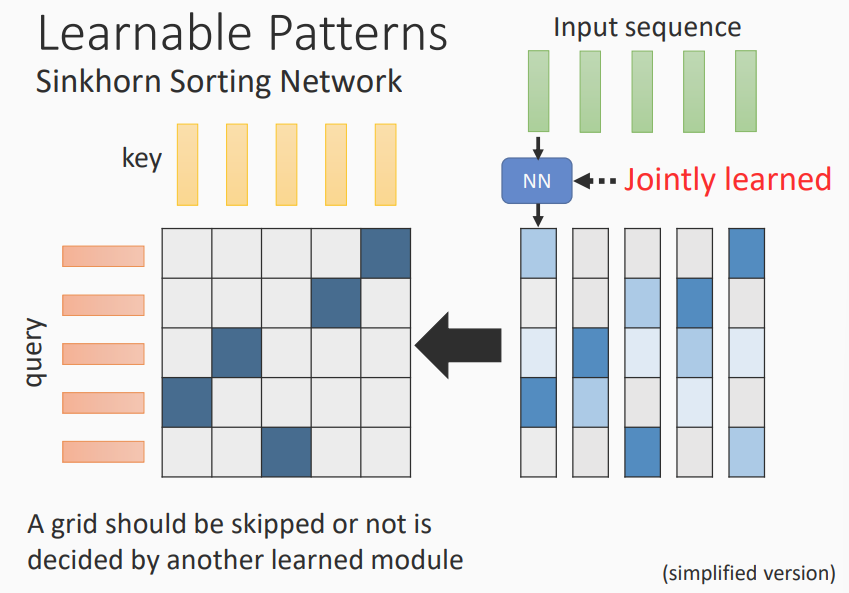 Learnable Patterns
Sinkhorn Sorting Network
Input sequence
key
NN
Jointly learned
query
A grid should be skipped or not is
decided by another learned module
(simplified version)